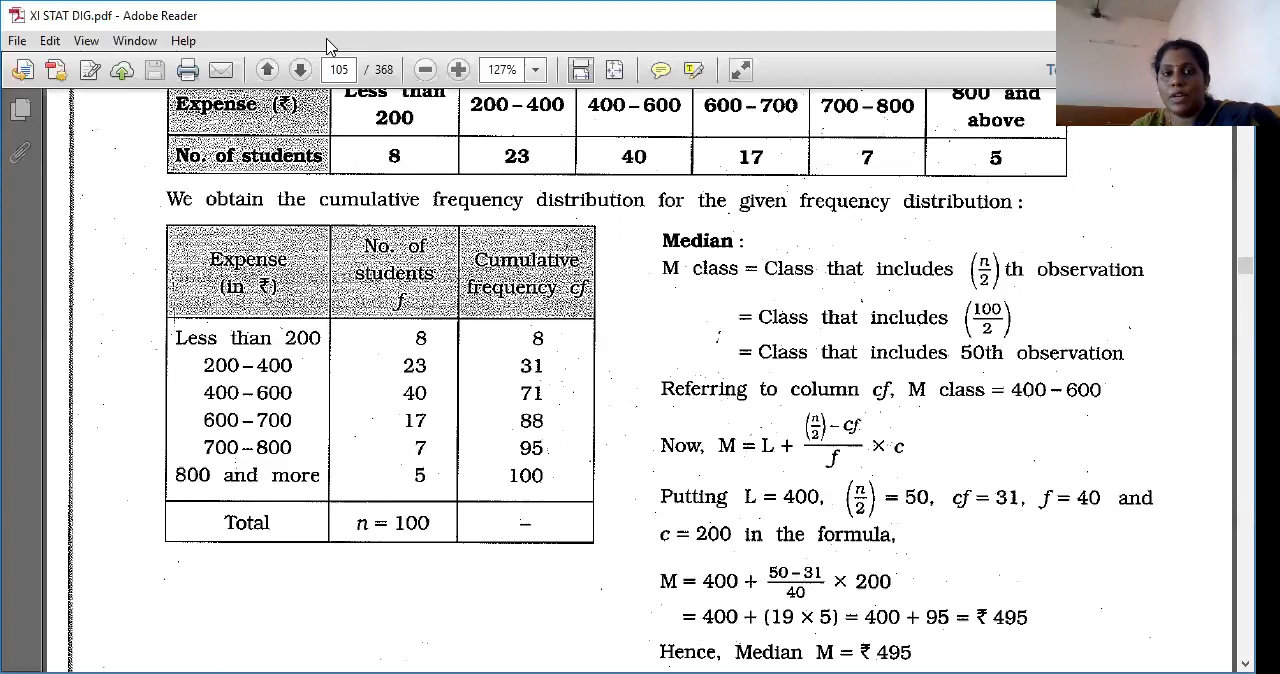 XI STAT DIG.pdf - Adobe Reader
File Edit View Window Help
105 / 368 127%
Expense (₹) Less than 200 200-400 400-600 600-700 700-800 800 and above
No. of students 8 23 40 17 7 5
We obtain the cumulative frequency distribution for the given frequency distribution :
Expense (in ₹) No. of students f Cumulative frequency cf
Less than 200 8 8
200-400 23 31
400-600 40 71
600-700 17 88
700-800 7 95
800 and more 5 100
Total n = 100 –
Median :
M class = Class that includes (n/2) th observation
= Class that includes (100/2)
= Class that includes 50th observation
Referring to column cf, M class = 400-600
Now, M = L + ((n/2) - cf)/f × c
Putting L = 400, (n/2) = 50, cf = 31, f = 40 and
c = 200 in the formula,
M = 400 + (50-31)/40 × 200
= 400 + (19 × 5) = 400 + 95 = ₹ 495
Hence, Median M = ₹ 495